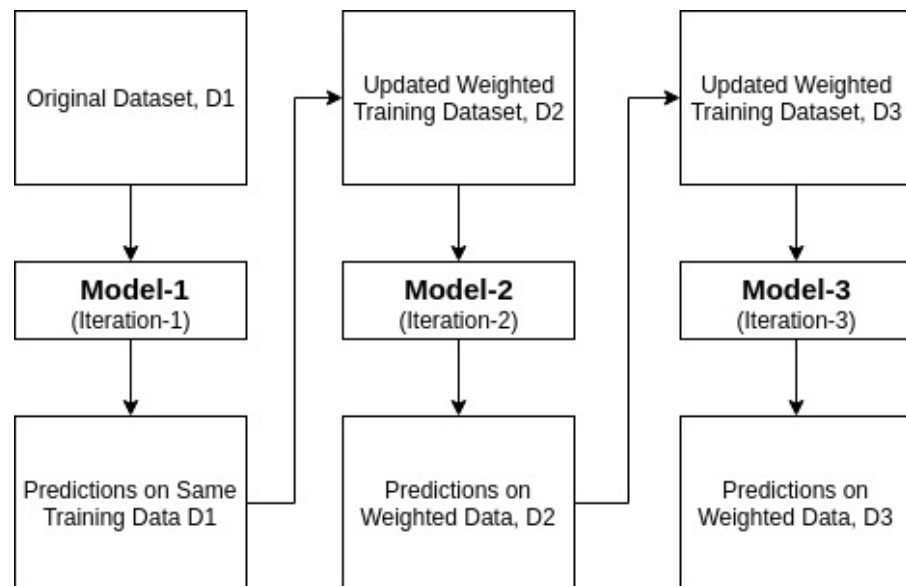 Original Dataset, D1
Updated Weighted
Training Dataset, D2
Updated Weighted
Training Dataset, D3
Model-1
(Iteration-1)
Model-2
(Iteration-2)
Model-3
(Iteration-3)
Predictions on Same
Training Data D1
Predictions on
Weighted Data, D2
Predictions on
Weighted Data, D3